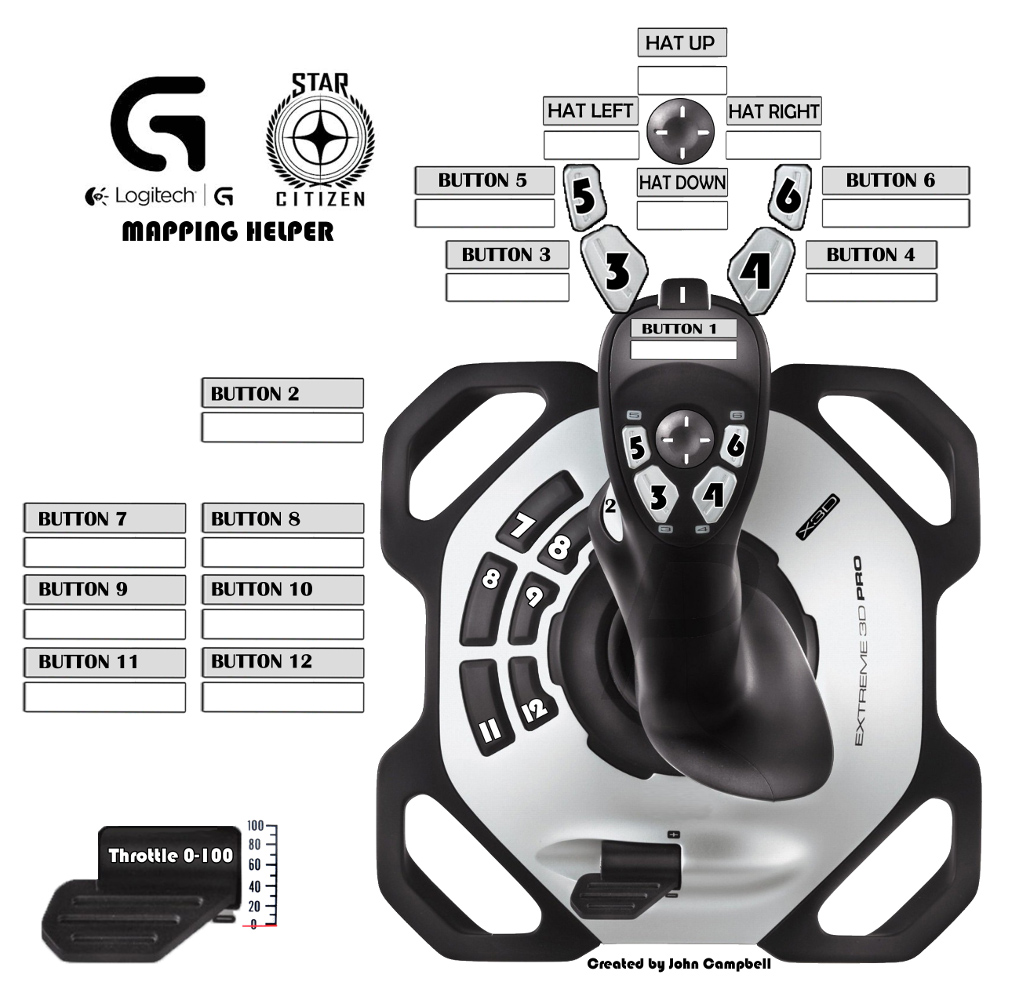 HAT UP
STAR
CITIZEN
HAT LEFT
HAT RIGHT
Logitech G
MAPPING HELPER
BUTTON 5
5
HAT DOWN
6
BUTTON 6
BUTTON 3
3
4
BUTTON 4
1
BUTTON 1
BUTTON 2
5
6
5
6
3
4
2
3
4
BUTTON 7
BUTTON 8
7
8
X3D
BUTTON 9
BUTTON 10
8
9
EXTREME 3D PRO
BUTTON 11
BUTTON 12
11
12
Throttle 0-100
100
80
60
40
20
0
+
-
Created by John Campbell